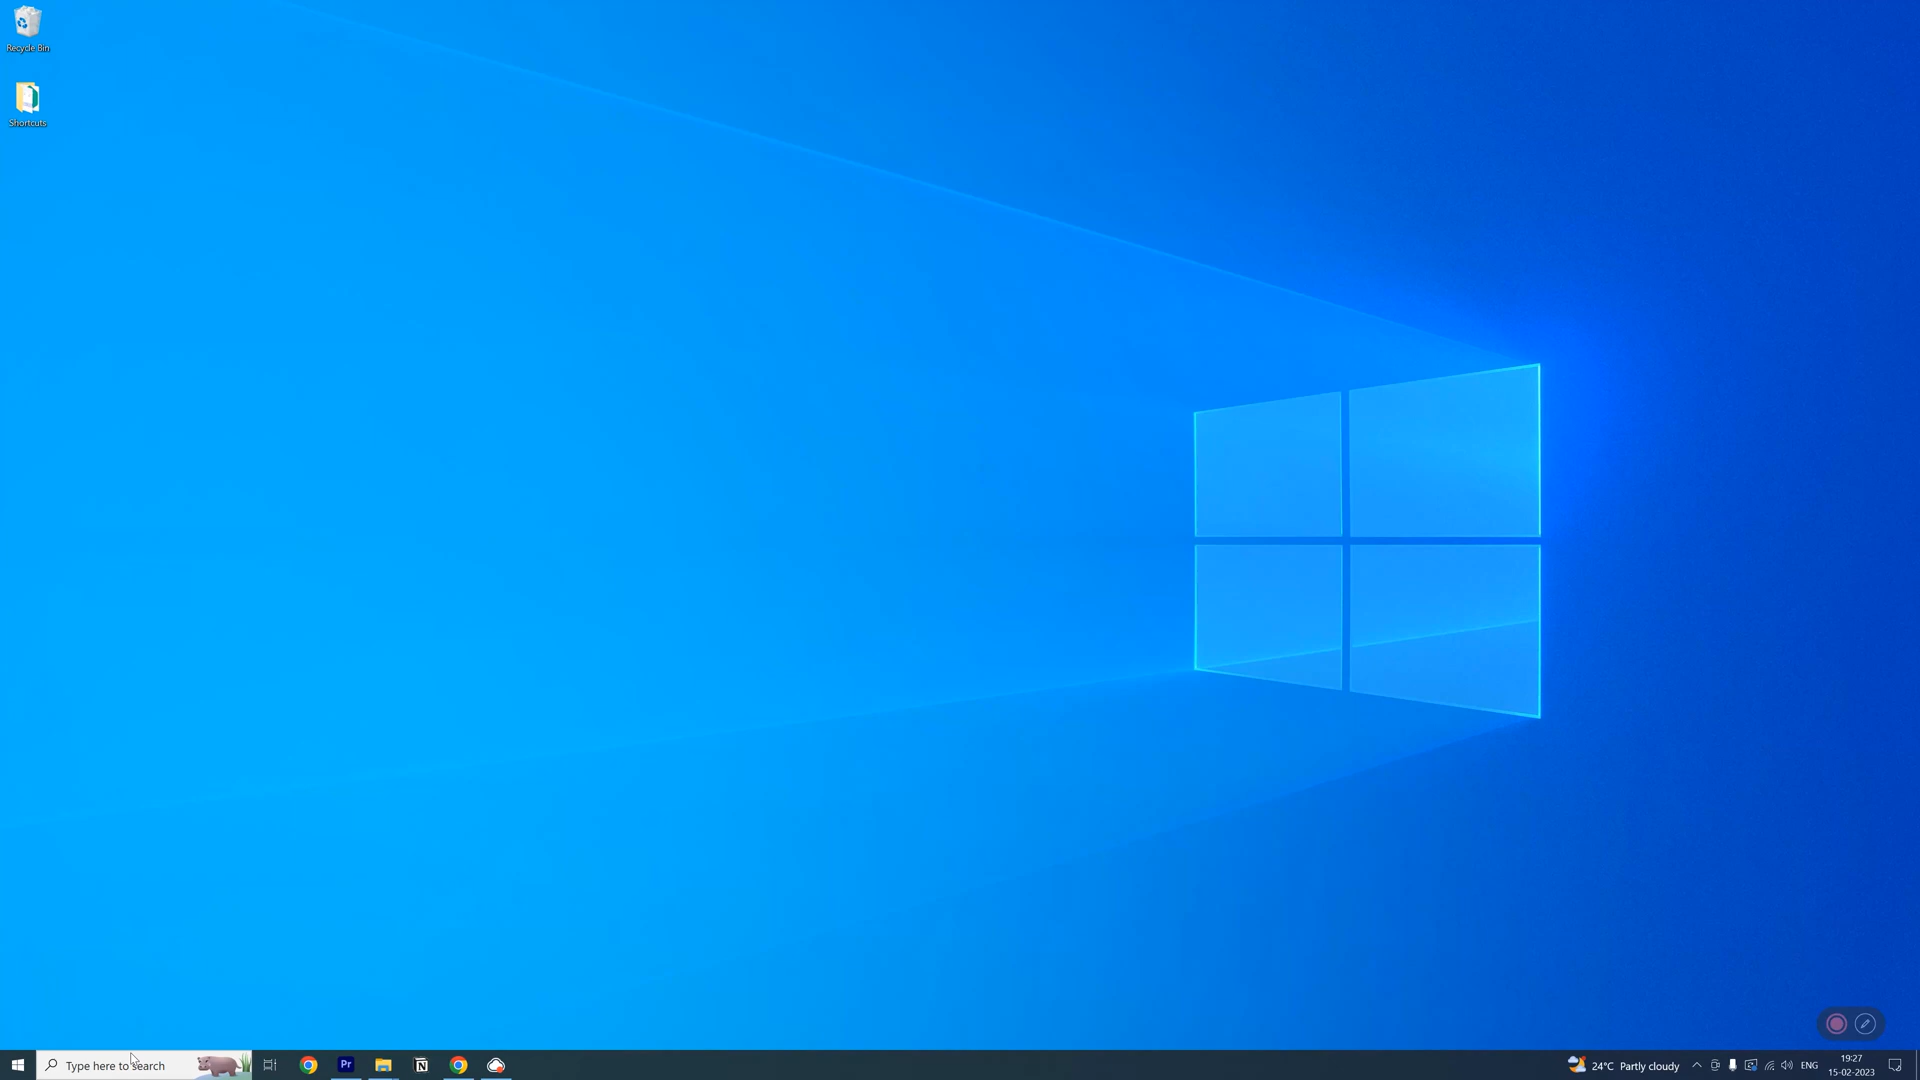 Recycle Bin
Shortcuts
Type here to search
Pr
N
24°C Partly cloudy
ENG
19:27
15-02-2023